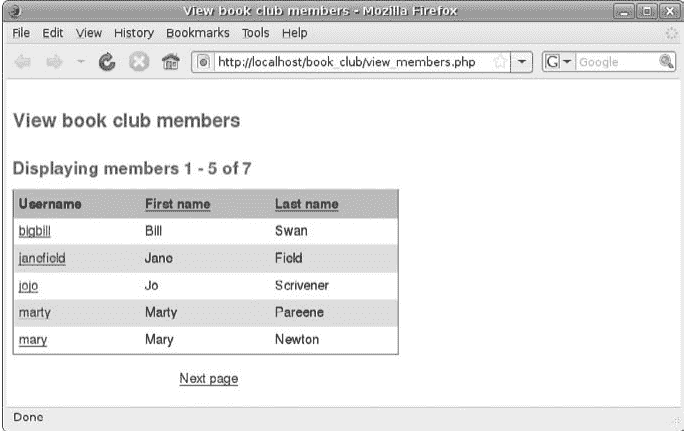 View book club members - Mozilla Firefox
File Edit View History Bookmarks Tools Help
http://localhost/book_club/view_members.php
G Google
View book club members
Displaying members 1 - 5 of 7
Username First name Last name
bigbill Bill Swan
janefield Jane Field
jojo Jo Scrivener
marty Marty Pareene
mary Mary Newton
Next page
Done